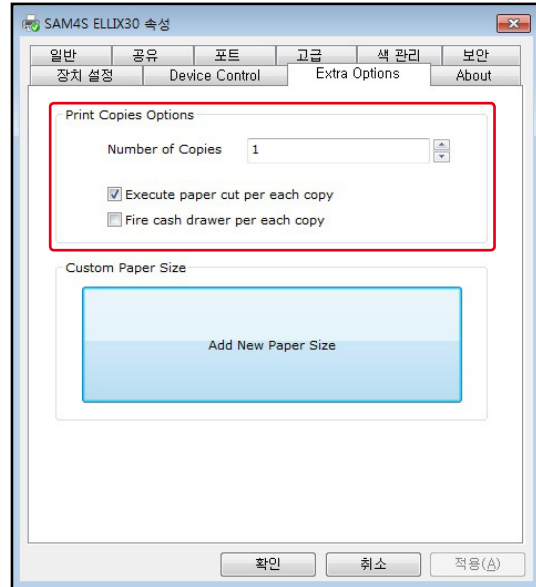 SAM4S ELLIX30 속성
일반 공유 포트 고급 색 관리 보안
장치 설정 Device Control Extra Options About
Print Copies Options
Number of Copies 1
Execute paper cut per each copy
Fire cash drawer per each copy
Custom Paper Size
Add New Paper Size
확인 취소 적용(A)